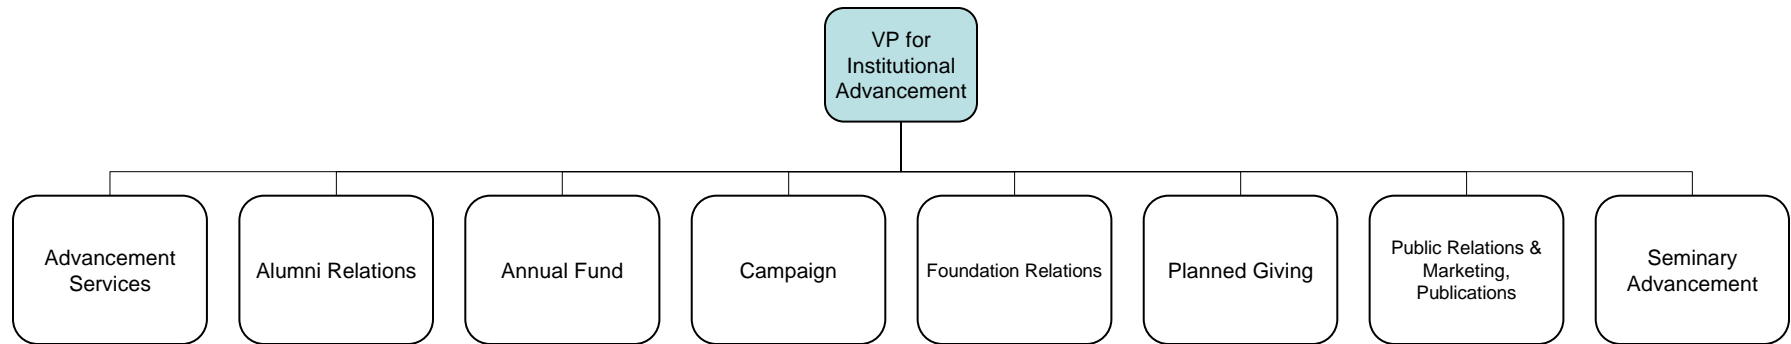 VP for
Institutional
Advancement
Advancement
Services
Alumni Relations
Annual Fund
Campaign
Foundation Relations
Planned Giving
Public Relations &
Marketing,
Publications
Seminary
Advancement